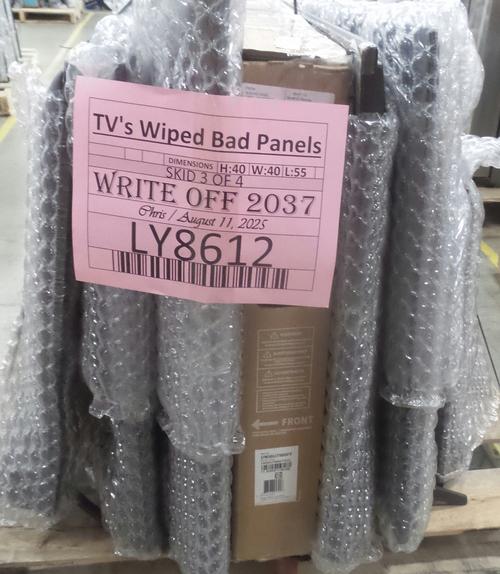 TV's Wiped Bad Panels
DIMENSIONS H:40 W:40 L:55
SKID 3 OF 4
WRITE OFF 2037
Chris / August 11, 2025
LY8612
FRONT